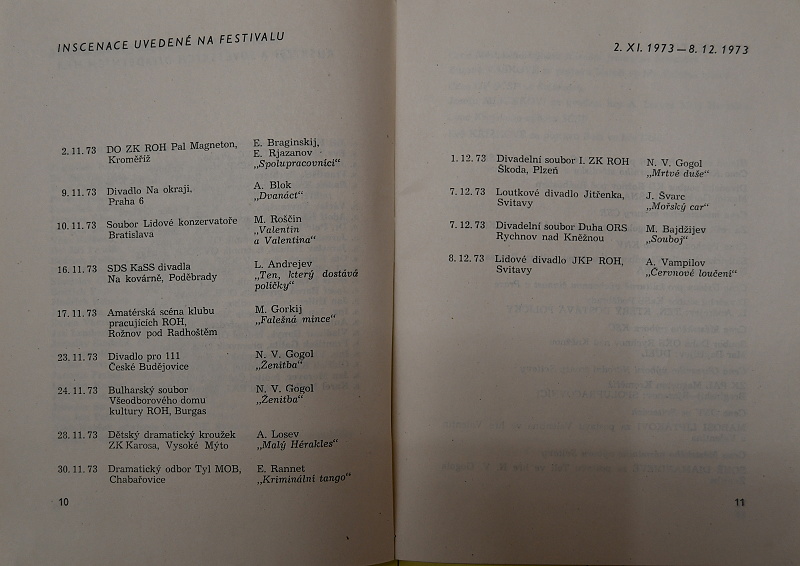 INSCENACE UVEDENÉ NA FESTIVALU
2.11.73 DO ZK ROH Pal Magneton, E. Braginskij,
Kroměříž E. Rjazanov
„Spolupracovníci“
9.11.73 Divadlo Na okraji, A. Blok
Praha 6 „Dvanáct“
10.11.73 Soubor Lidové konzervatoře M. Roščin
Bratislava „Valentin
a Valentina“
16.11.73 SDS KaSS divadla L. Andrejev
Na kovárně, Poděbrady „Ten, který dostává
políčky“
17.11.73 Amatérská scéna klubu M. Gorkij
pracujících ROH, „Falešná mince“
Rožnov pod Radhoštěm
23.11.73 Divadlo pro 111 N. V. Gogol
České Budějovice „Ženitba“
24.11.73 Bulharský soubor N. V. Gogol
Všeodborového domu „Ženitba“
kultury ROH, Burgas
28.11.73 Dětský dramatický kroužek A. Losev
ZK Karosa, Vysoké Mýto „Malý Hérakles“
30.11.73 Dramatický odbor Tyl MOB, E. Rannet
Chabařovice „Kriminální tango“
10
2. XI. 1973—8. 12. 1973
1.12.73 Divadelní soubor I. ZK ROH N. V. Gogol
Škoda, Plzeň „Mrtvé duše“
7.12.73 Loutkové divadlo Jitřenka, J. Švarc
Svitavy „Mořský car“
7.12.73 Divadelní soubor Duha ORS M. Bajdžijev
Rychnov nad Kněžnou „Souboj“
8.12.73 Lidové divadlo JKP ROH, A. Vampilov
Svitavy „Červnové loučení“
11